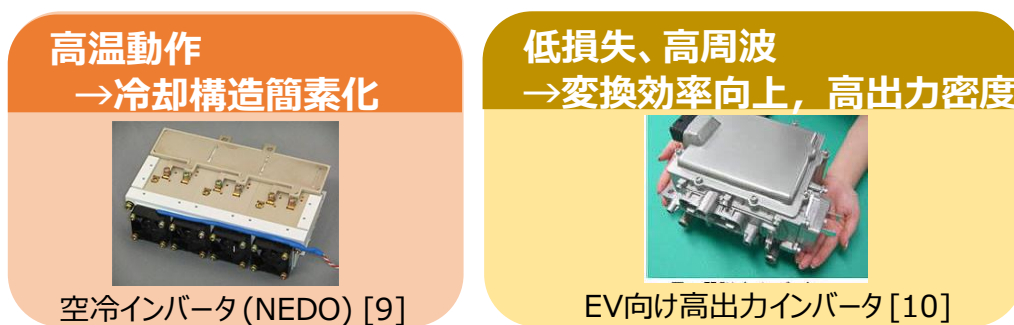 高温動作
→冷却構造簡素化
空冷インバータ(NEDO) [9]
低損失、高周波
→変換効率向上，高出力密度
EV向け高出力インバータ[10]